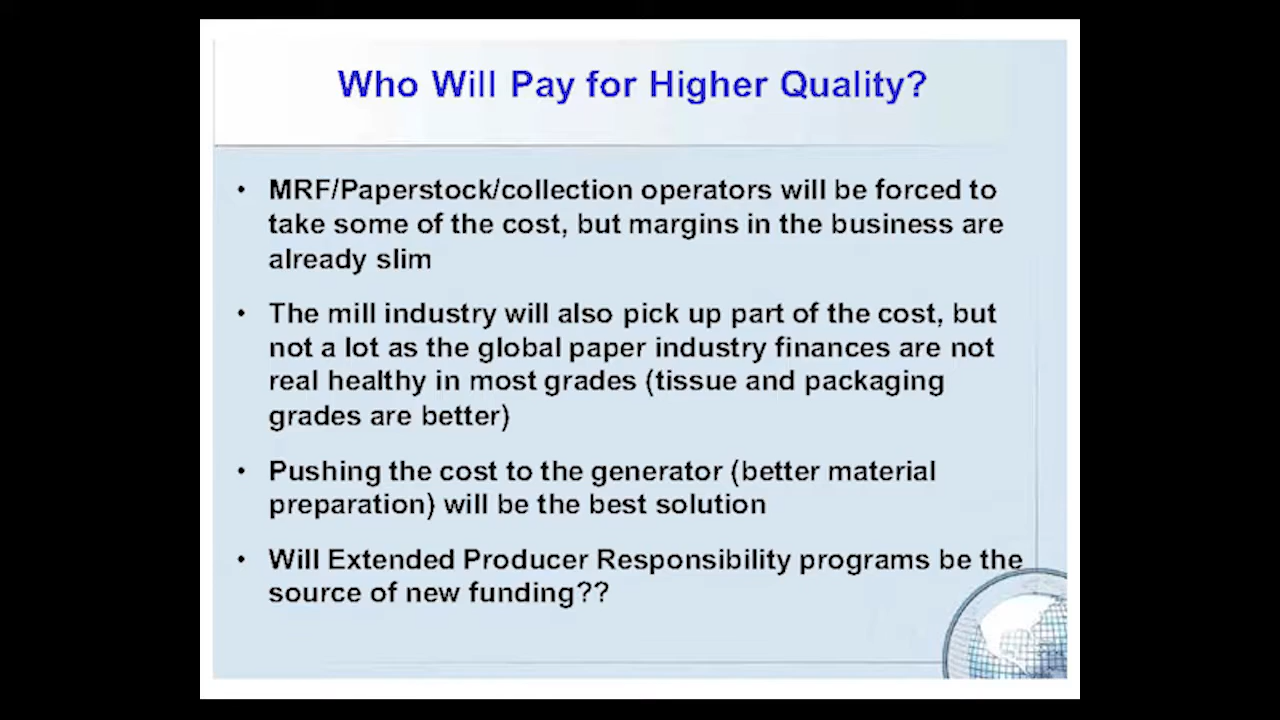 Who Will Pay for Higher Quality?
• MRF/Paperstock/collection operators will be forced to
take some of the cost, but margins in the business are
already slim
• The mill industry will also pick up part of the cost, but
not a lot as the global paper industry finances are not
real healthy in most grades (tissue and packaging
grades are better)
• Pushing the cost to the generator (better material
preparation) will be the best solution
• Will Extended Producer Responsibility programs be the
source of new funding??